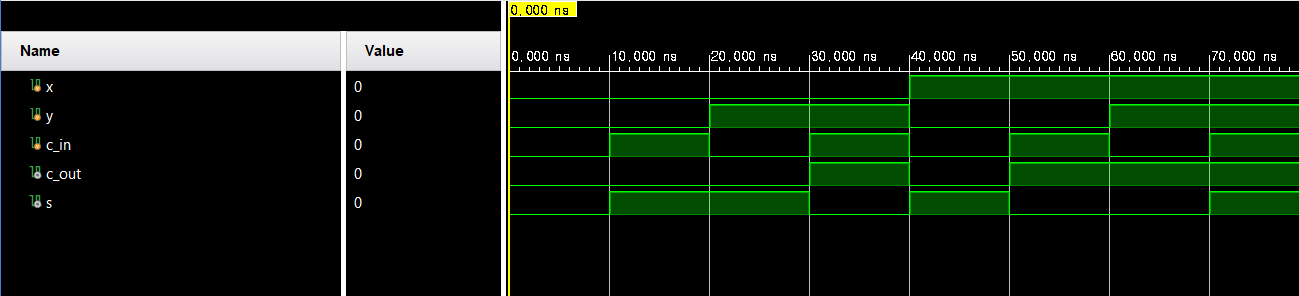 0.000 ns
Name Value
0.000 ns 10.000 ns 20.000 ns 30.000 ns 40.000 ns 50.000 ns 60.000 ns 70.000 ns
x 0
y 0
c_in 0
c_out 0
s 0